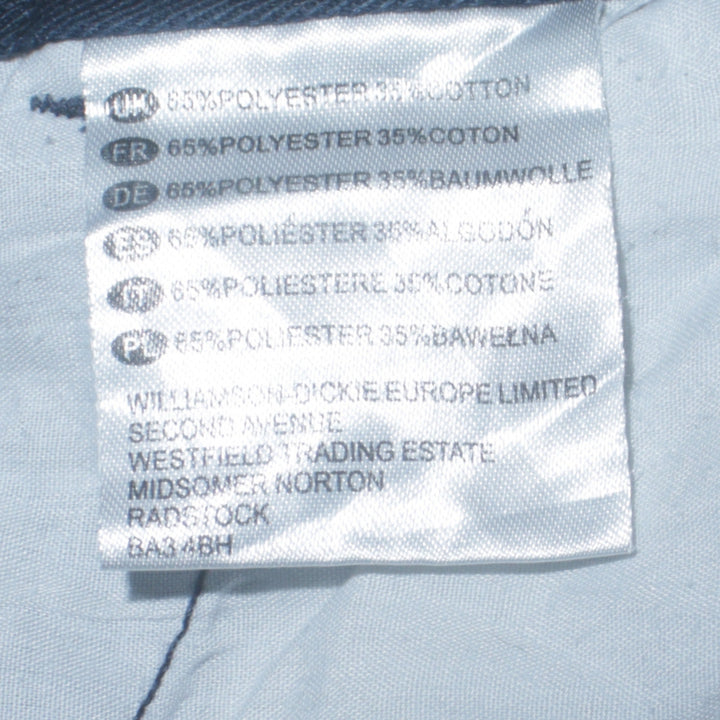 UK 65%POLYESTER 35%COTTON
FR 65%POLYESTER 35%COTON
DE 65%POLYESTER 35%BAUMWOLLE
ES 65%POLIÉSTER 35%ALGODÓN
IT 65%POLIESTERE 35%COTONE
PL 65%POLIESTER 35%BAWEŁNA
WILLIAMSON-DICKIE EUROPE LIMITED
SECOND AVENUE
WESTFIELD TRADING ESTATE
MIDSOMER NORTON
RADSTOCK
BA3 4BH